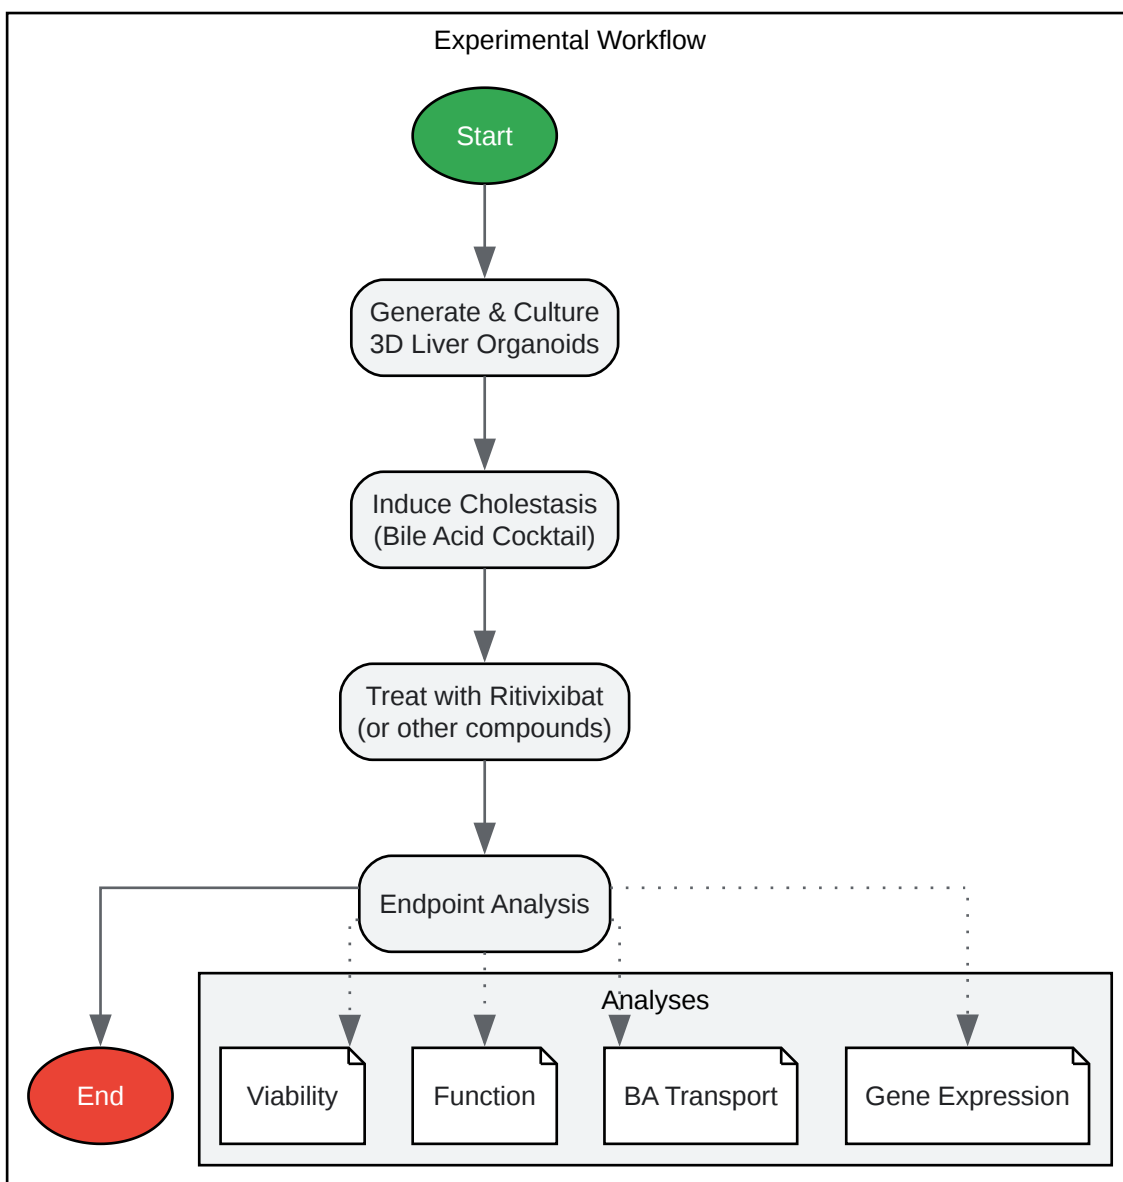 Experimental Workflow
Start
Generate & Culture
3D Liver Organoids
Induce Cholestasis
(Bile Acid Cocktail)
Treat with Ritivixibat
(or other compounds)
Endpoint Analysis
Analyses
End
Viability
Function
BA Transport
Gene Expression